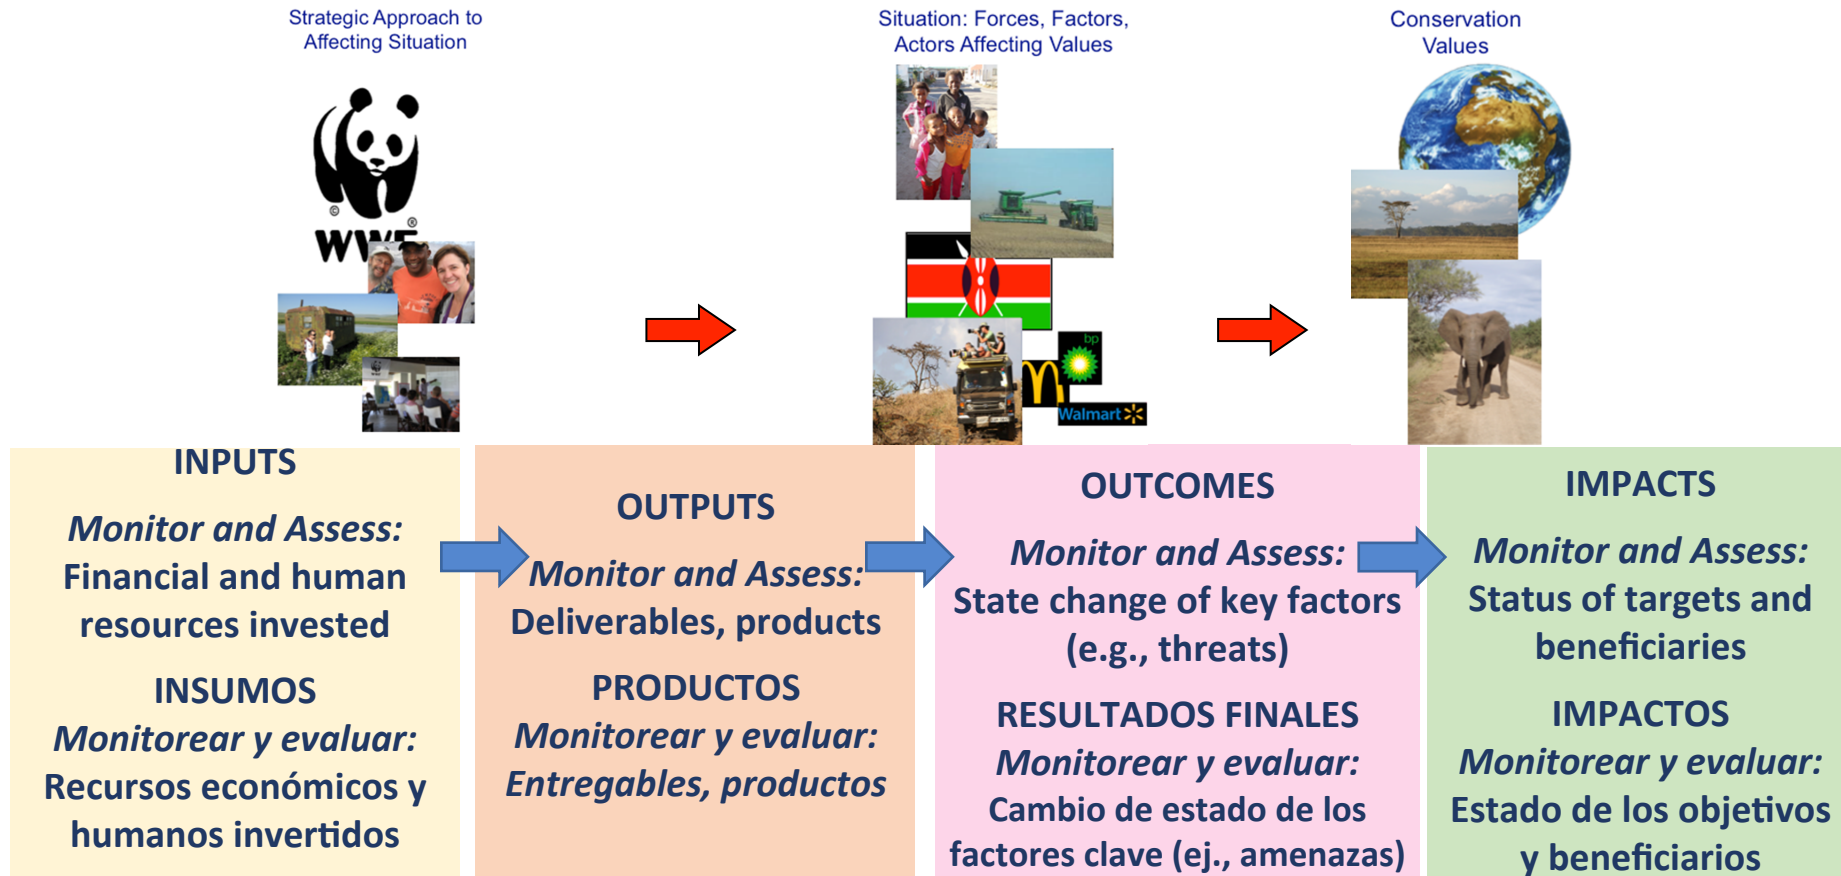 Strategic Approach to
Affecting Situation
Situation: Forces, Factors,
Actors Affecting Values
Conservation
Values
©
®
WWF
bp
Walmart
INPUTS
Monitor and Assess:
Financial and human
resources invested
INSUMOS
Monitorear y evaluar:
Recursos económicos y
humanos invertidos
OUTPUTS
Monitor and Assess:
Deliverables, products
PRODUCTOS
Monitorear y evaluar:
Entregables, productos
OUTCOMES
Monitor and Assess:
State change of key factors
(e.g., threats)
RESULTADOS FINALES
Monitorear y evaluar:
Cambio de estado de los
factores clave (ej., amenazas)
IMPACTS
Monitor and Assess:
Status of targets and
beneficiaries
IMPACTOS
Monitorear y evaluar:
Estado de los objetivos
y beneficiarios